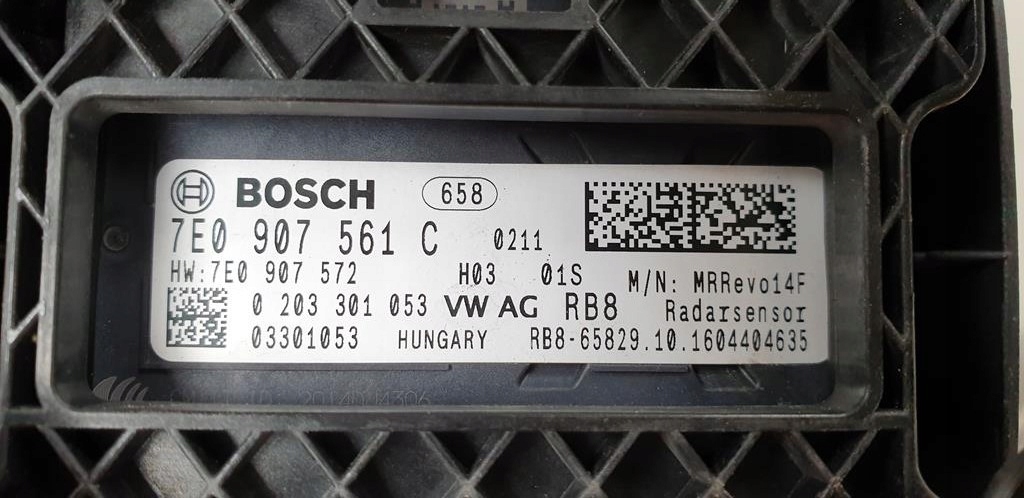 BOSCH 658
7E0 907 561 C 0211
HW:7E0 907 572 H03 01S M/N: MRRevo14F
0 203 301 053 VW AG RB8 Radarsensor
03301053 HUNGARY RB8-65829.10.1604404635